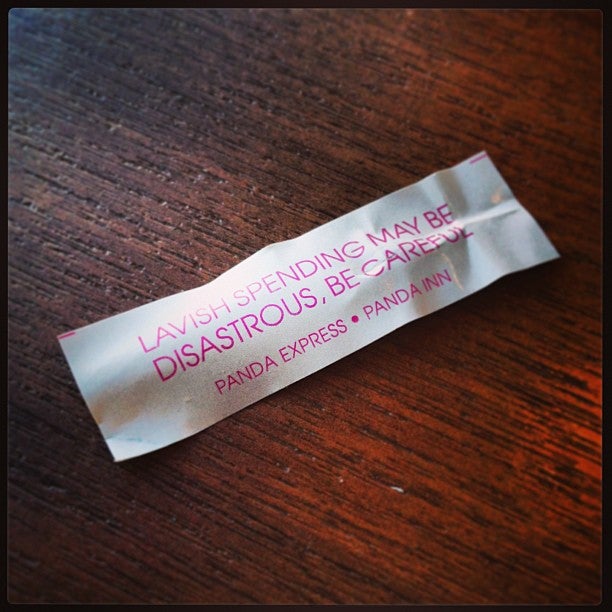 LAVISH SPENDING MAY BE
DISASTROUS, BE CAREFUL
PANDA EXPRESS • PANDA INN